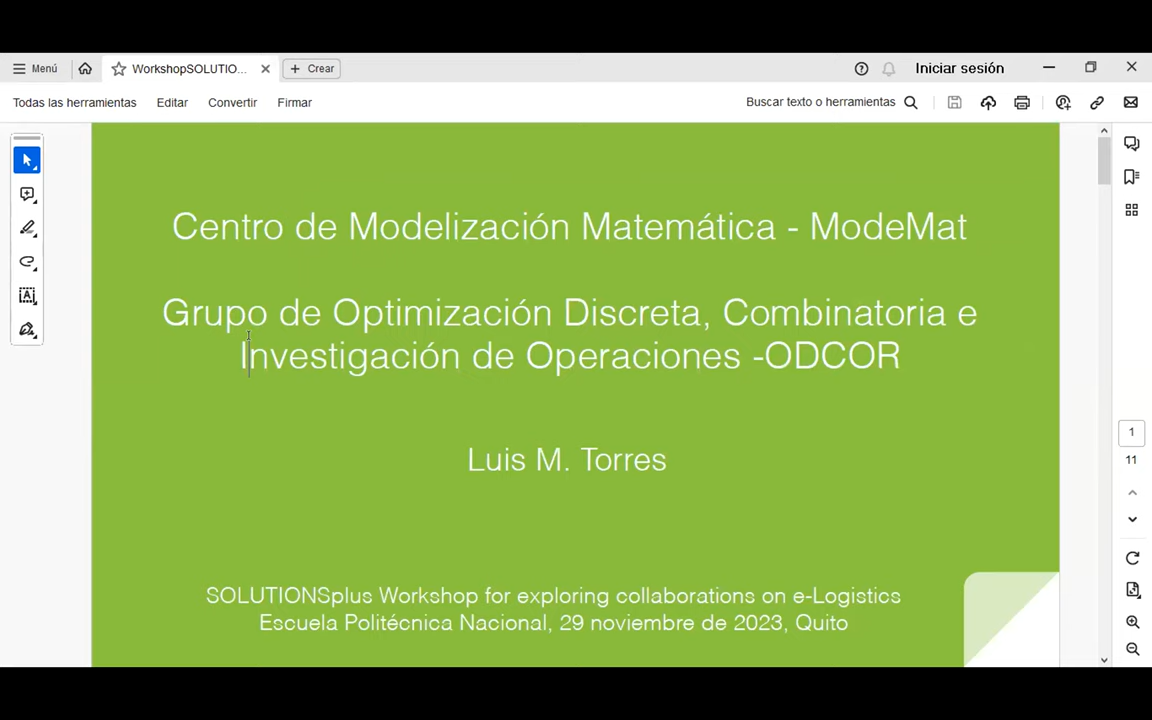 Menú
WorkshopSOLUTIO...
Crear
Iniciar sesión
Todas las herramientas
Editar
Convertir
Firmar
Buscar texto o herramientas
Centro de Modelización Matemática - ModeMat
Grupo de Optimización Discreta, Combinatoria e
Investigación de Operaciones -ODCOR
Luis M. Torres
SOLUTIONSplus Workshop for exploring collaborations on e-Logistics
Escuela Politécnica Nacional, 29 noviembre de 2023, Quito
1
11